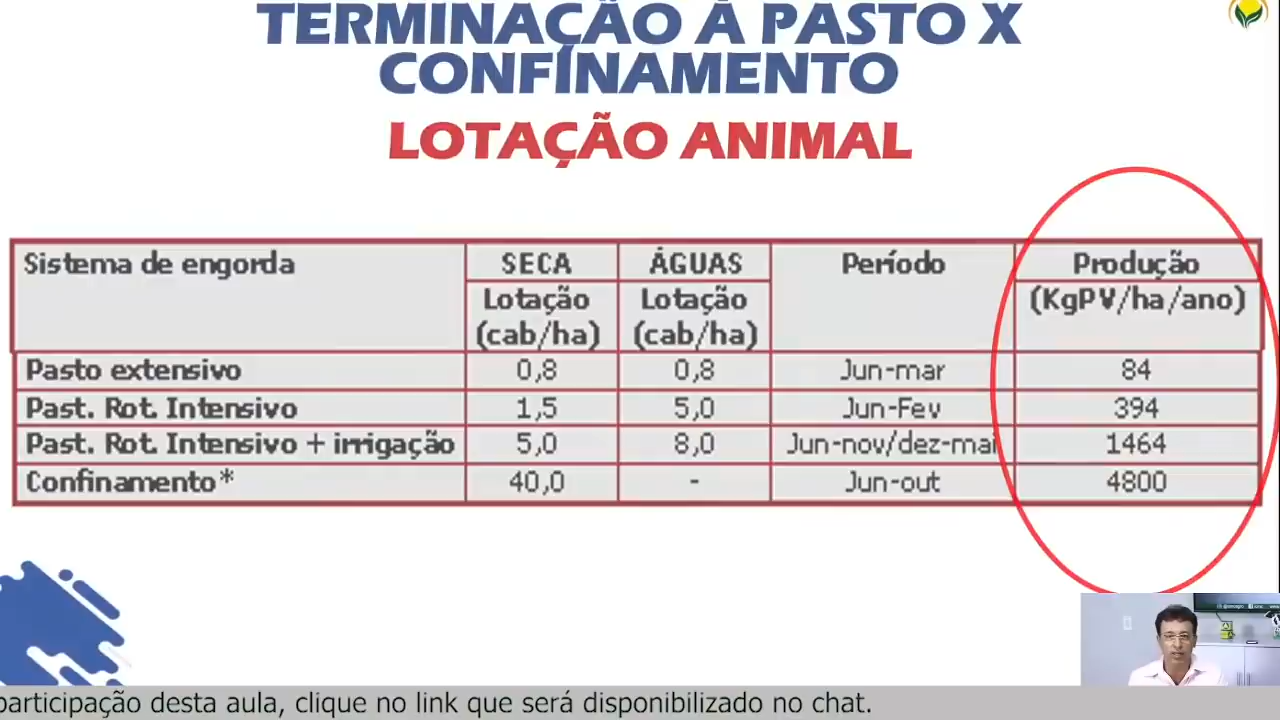 TERMINAÇÃO À PASTO X
CONFINAMENTO
LOTAÇÃO ANIMAL
Sistema de engorda SECA ÁGUAS Período Produção
Lotação (cab/ha) Lotação (cab/ha) (KgPV/ha/ano)
Pasto extensivo 0,8 0,8 Jun-mar 84
Past. Rot. Intensivo 1,5 5,0 Jun-Fev 394
Past. Rot. Intensivo + irrigação 5,0 8,0 Jun-nov/dez-mai 1464
Confinamento* 40,0 - Jun-out 4800
participação desta aula, clique no link que será disponibilizado no chat.